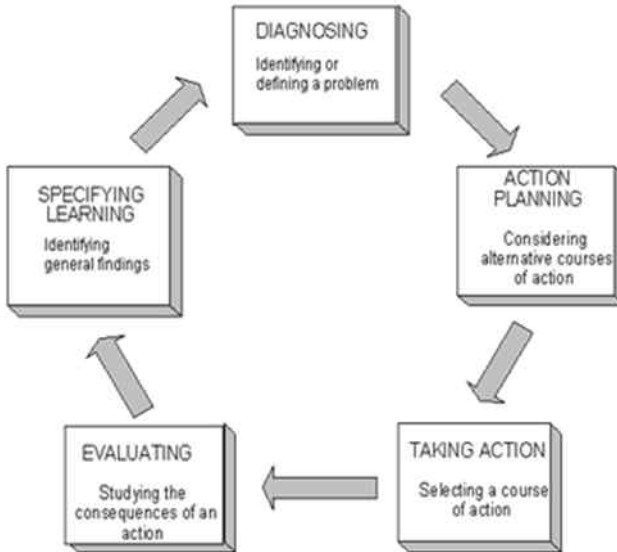 DIAGNOSING
Identifying or
defining a problem
ACTION
PLANNING
Considering
alternative courses
of action
TAKING ACTION
Selecting a course
of action
EVALUATING
Studying the
consequences of an
action
SPECIFYING
LEARNING
Identifying
general findings